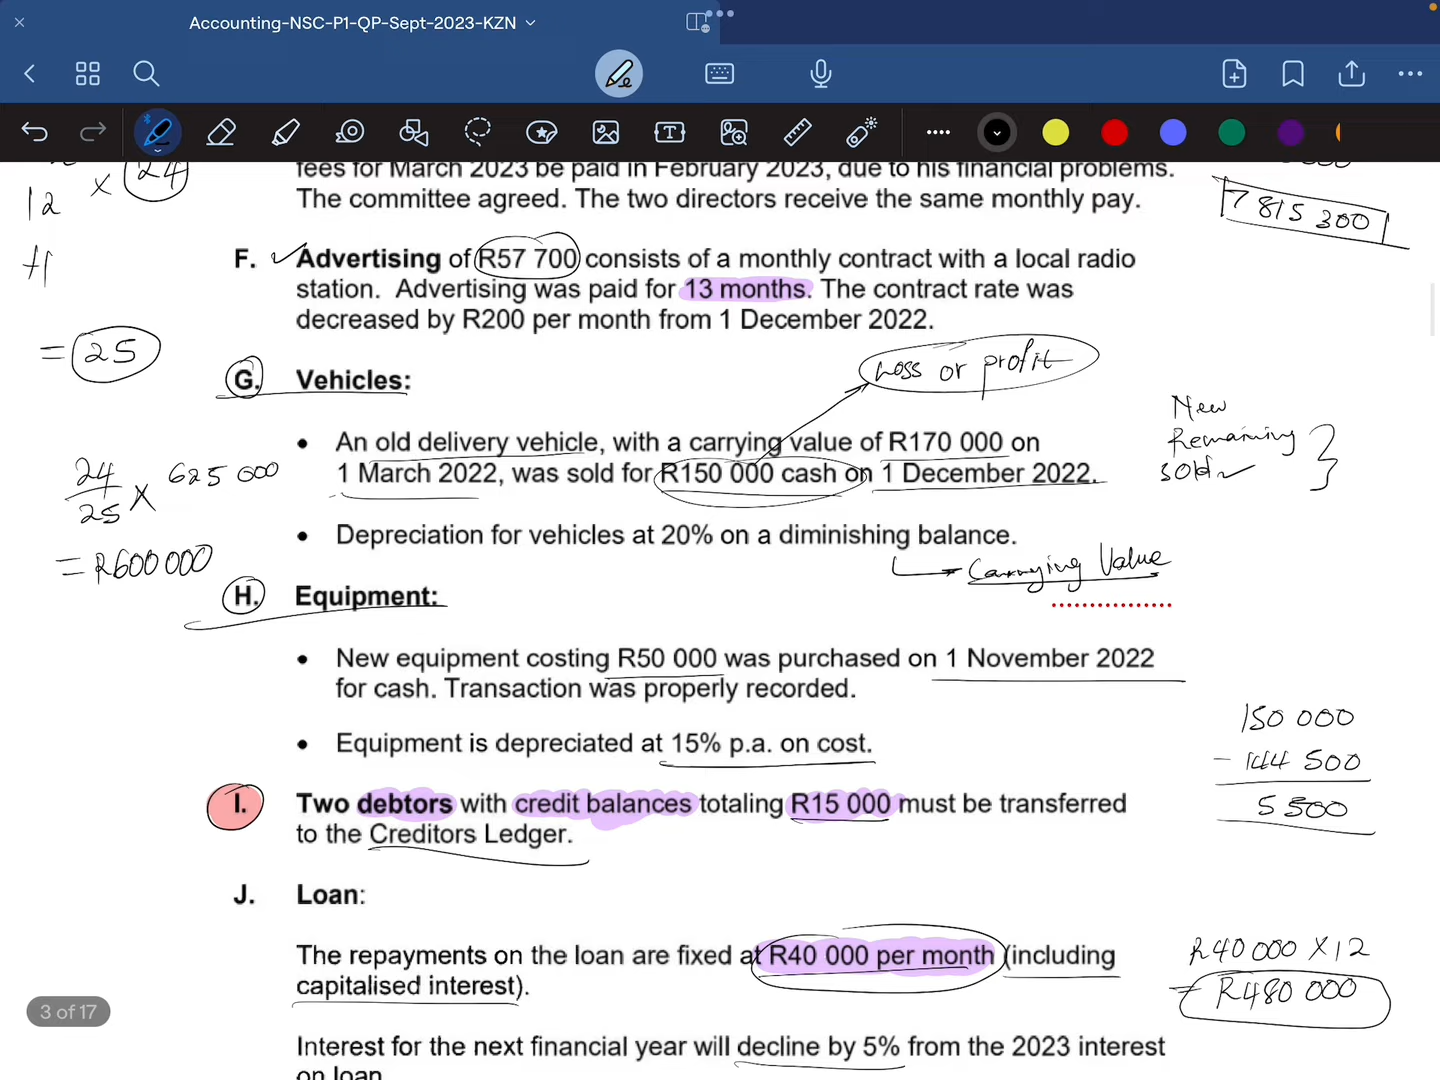 Accounting-NSC-P1-QP-Sept-2023-KZN
fees for March 2023 be paid in February 2023, due to his financial problems.
The committee agreed. The two directors receive the same monthly pay.
12 × 24
= 25
7 815 300
F. Advertising of R57 700 consists of a monthly contract with a local radio
station. Advertising was paid for 13 months. The contract rate was
decreased by R200 per month from 1 December 2022.
Loss or profit
G. Vehicles:
An old delivery vehicle, with a carrying value of R170 000 on
1 March 2022, was sold for R150 000 cash on 1 December 2022.
New
Remaining
sold
24
25 × 625 000
= R600 000
Depreciation for vehicles at 20% on a diminishing balance.
Carrying Value
H. Equipment:
New equipment costing R50 000 was purchased on 1 November 2022
for cash. Transaction was properly recorded.
Equipment is depreciated at 15% p.a. on cost.
150 000
- 144 500
5 500
I. Two debtors with credit balances totaling R15 000 must be transferred
to the Creditors Ledger.
J. Loan:
The repayments on the loan are fixed at R40 000 per month (including
capitalised interest).
R40 000 × 12
= R480 000
3 of 17
Interest for the next financial year will decline by 5% from the 2023 interest
on loan.